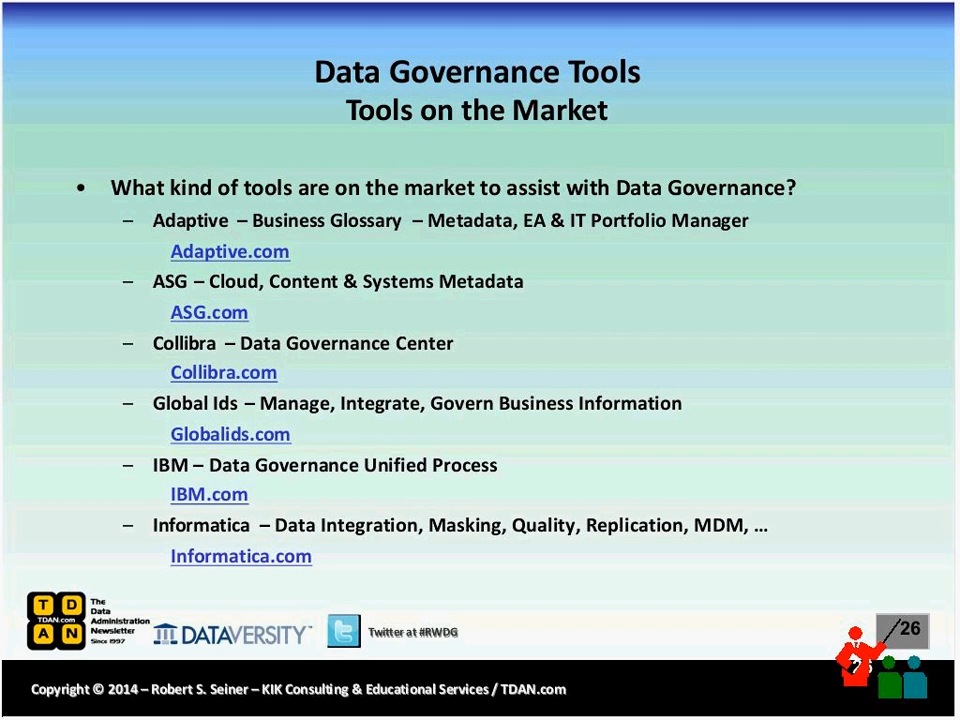 Data Governance Tools
Tools on the Market
• What kind of tools are on the market to assist with Data Governance?
– Adaptive – Business Glossary – Metadata, EA & IT Portfolio Manager
Adaptive.com
– ASG – Cloud, Content & Systems Metadata
ASG.com
– Collibra – Data Governance Center
Collibra.com
– Global Ids – Manage, Integrate, Govern Business Information
Globalids.com
– IBM – Data Governance Unified Process
IBM.com
– Informatica – Data Integration, Masking, Quality, Replication, MDM, …
Informatica.com
T D
TDAN.com
A N
The
Data
Administration
Newsletter
Since 1997
DATAVERSITY™
Twitter at #RWDG
26
Copyright © 2014 – Robert S. Seiner – KIK Consulting & Educational Services / TDAN.com